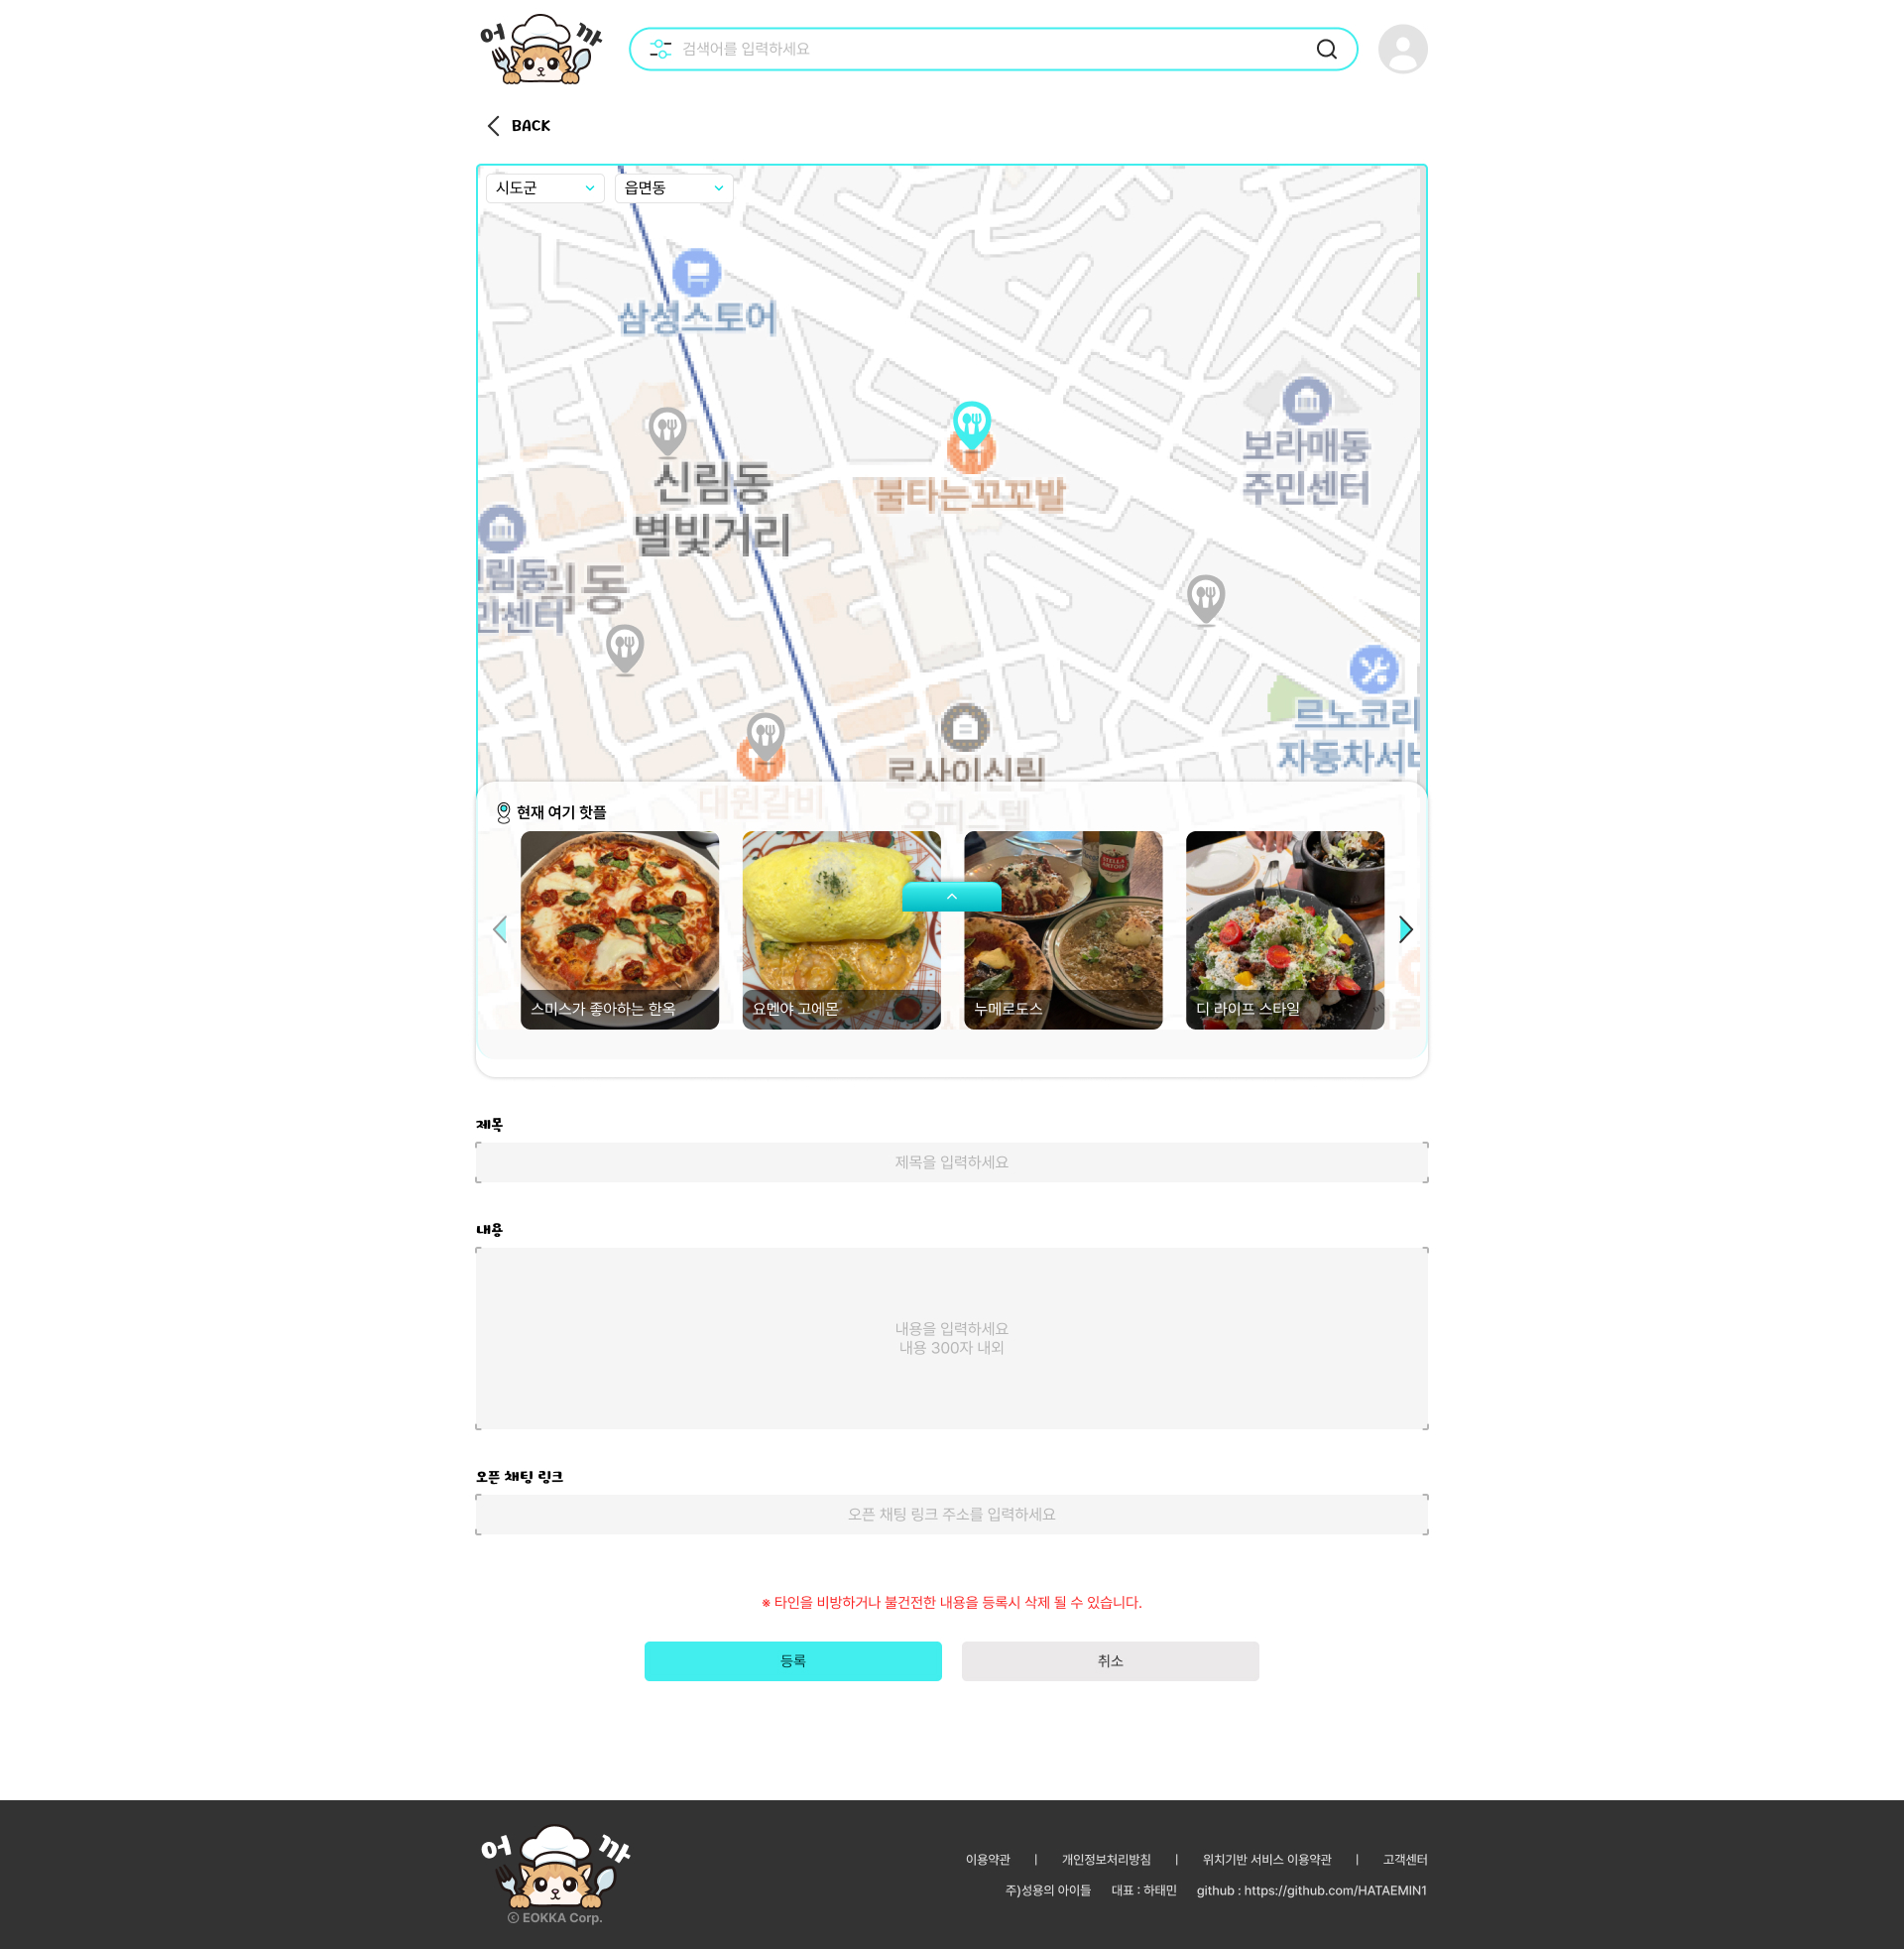 어 까
검색어를 입력하세요
BACK
시도군
읍면동
삼성스토어
보라매동
주민센터
신림동
별빛거리
불타는꼬꼬발
림동
르노코리
자동차서비
로사이신림
오피스텔
대원갈비
현재 여기 핫플
스미스가 좋아하는 한옥
요멘야 고에몬
누메로도스
디 라이프 스타일
제목
제목을 입력하세요
내용
내용을 입력하세요
내용 300자 내외
오픈 채팅 링크
오픈 채팅 링크 주소를 입력하세요
※ 타인을 비방하거나 불건전한 내용을 등록시 삭제 될 수 있습니다.
등록
취소
어 까
ⓒ EOKKA Corp.
이용약관 | 개인정보처리방침 | 위치기반 서비스 이용약관 | 고객센터
주)성용의 아이들 대표 : 하태민 github : https://github.com/HATAEMIN1